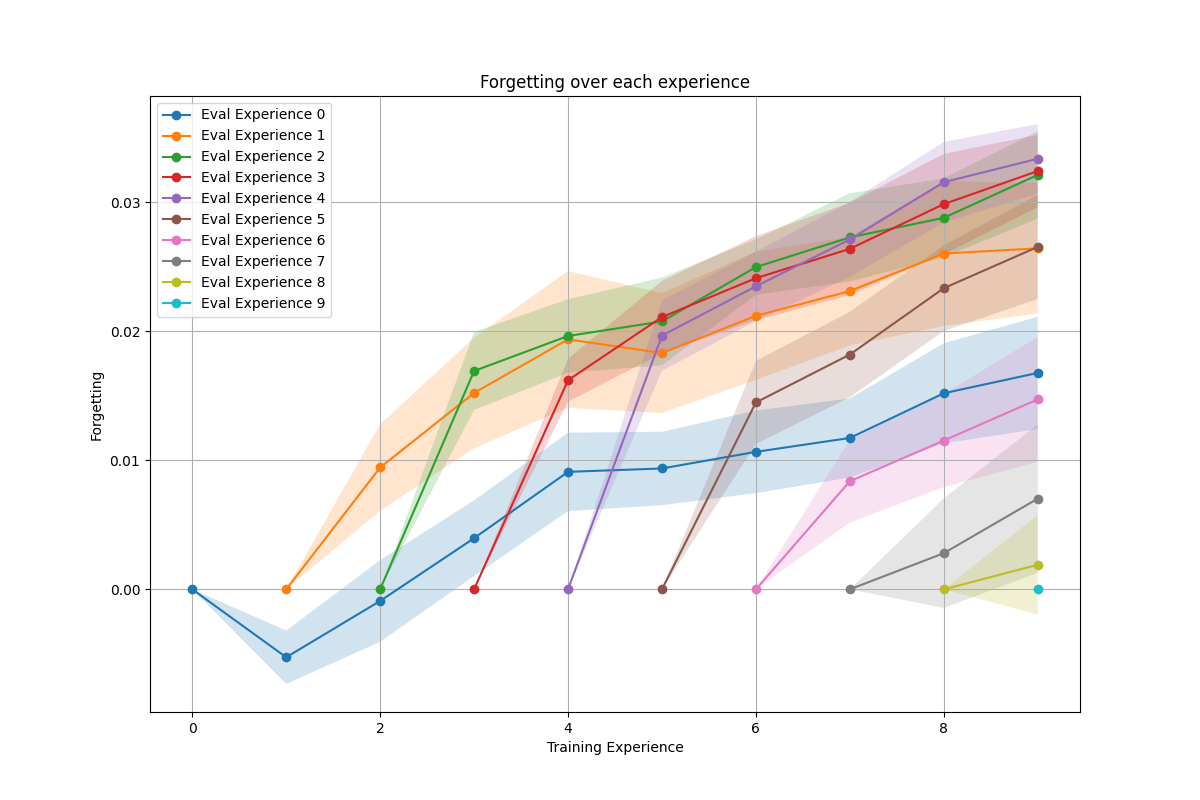 Forgetting over each experience
Eval Experience 0
Eval Experience 1
Eval Experience 2
Eval Experience 3
Eval Experience 4
Eval Experience 5
Eval Experience 6
Eval Experience 7
Eval Experience 8
Eval Experience 9
Forgetting
0.03
0.02
0.01
0.00
0 2 4 6 8
Training Experience